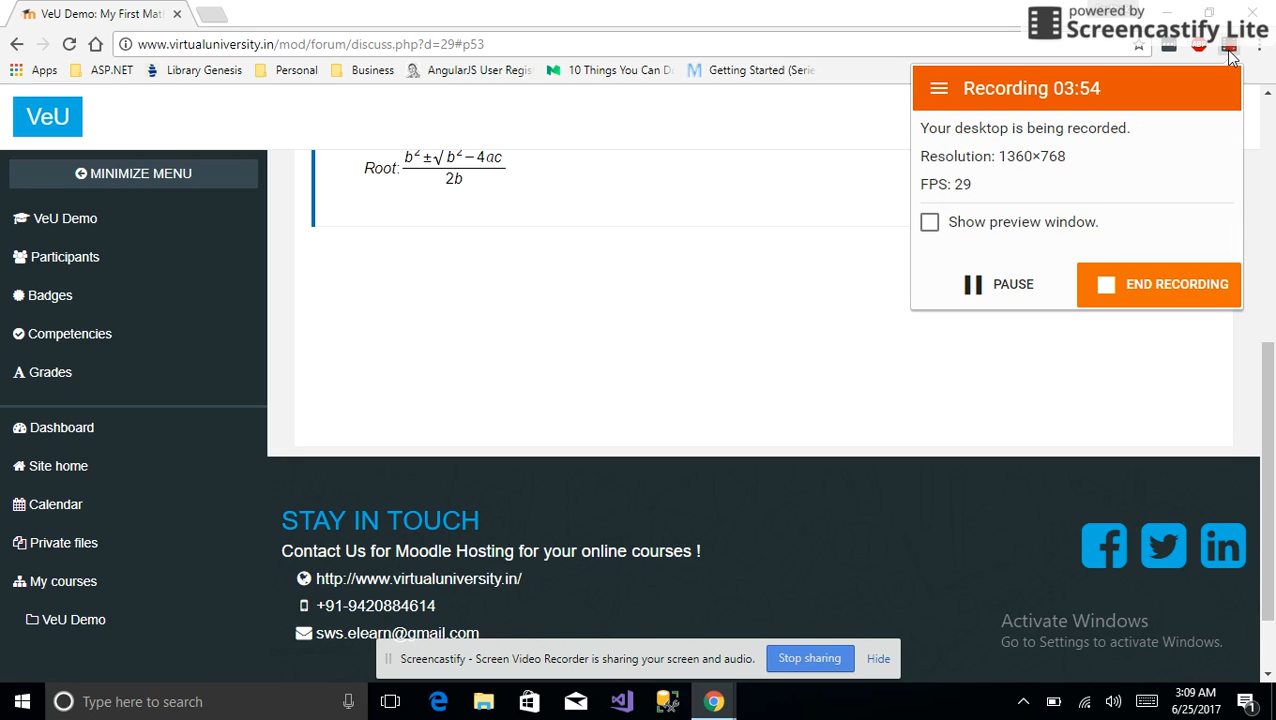 VeU Demo: My First Mat
powered by
Screencastify Lite
www.virtualuniversity.in/mod/forum/discuss.php?d=29#p53
Apps
ASP.NET
Library Genesis
Personal
Business
AngularJS User Regis
10 Things You Can D
Getting Started (Serie
VeU
Recording 03:54
Your desktop is being recorded.
Resolution: 1360×768
FPS: 29
Show preview window.
PAUSE
END RECORDING
MINIMIZE MENU
VeU Demo
Participants
Badges
Competencies
Grades
Dashboard
Site home
Calendar
Private files
My courses
VeU Demo
Root: b² ± √b² − 4ac
2b
STAY IN TOUCH
Contact Us for Moodle Hosting for your online courses !
http://www.virtualuniversity.in/
+91-9420884614
sws.elearn@gmail.com
Activate Windows
Go to Settings to activate Windows.
Screencastify - Screen Video Recorder is sharing your screen and audio.
Stop sharing
Hide
Type here to search
3:09 AM
6/25/2017
1